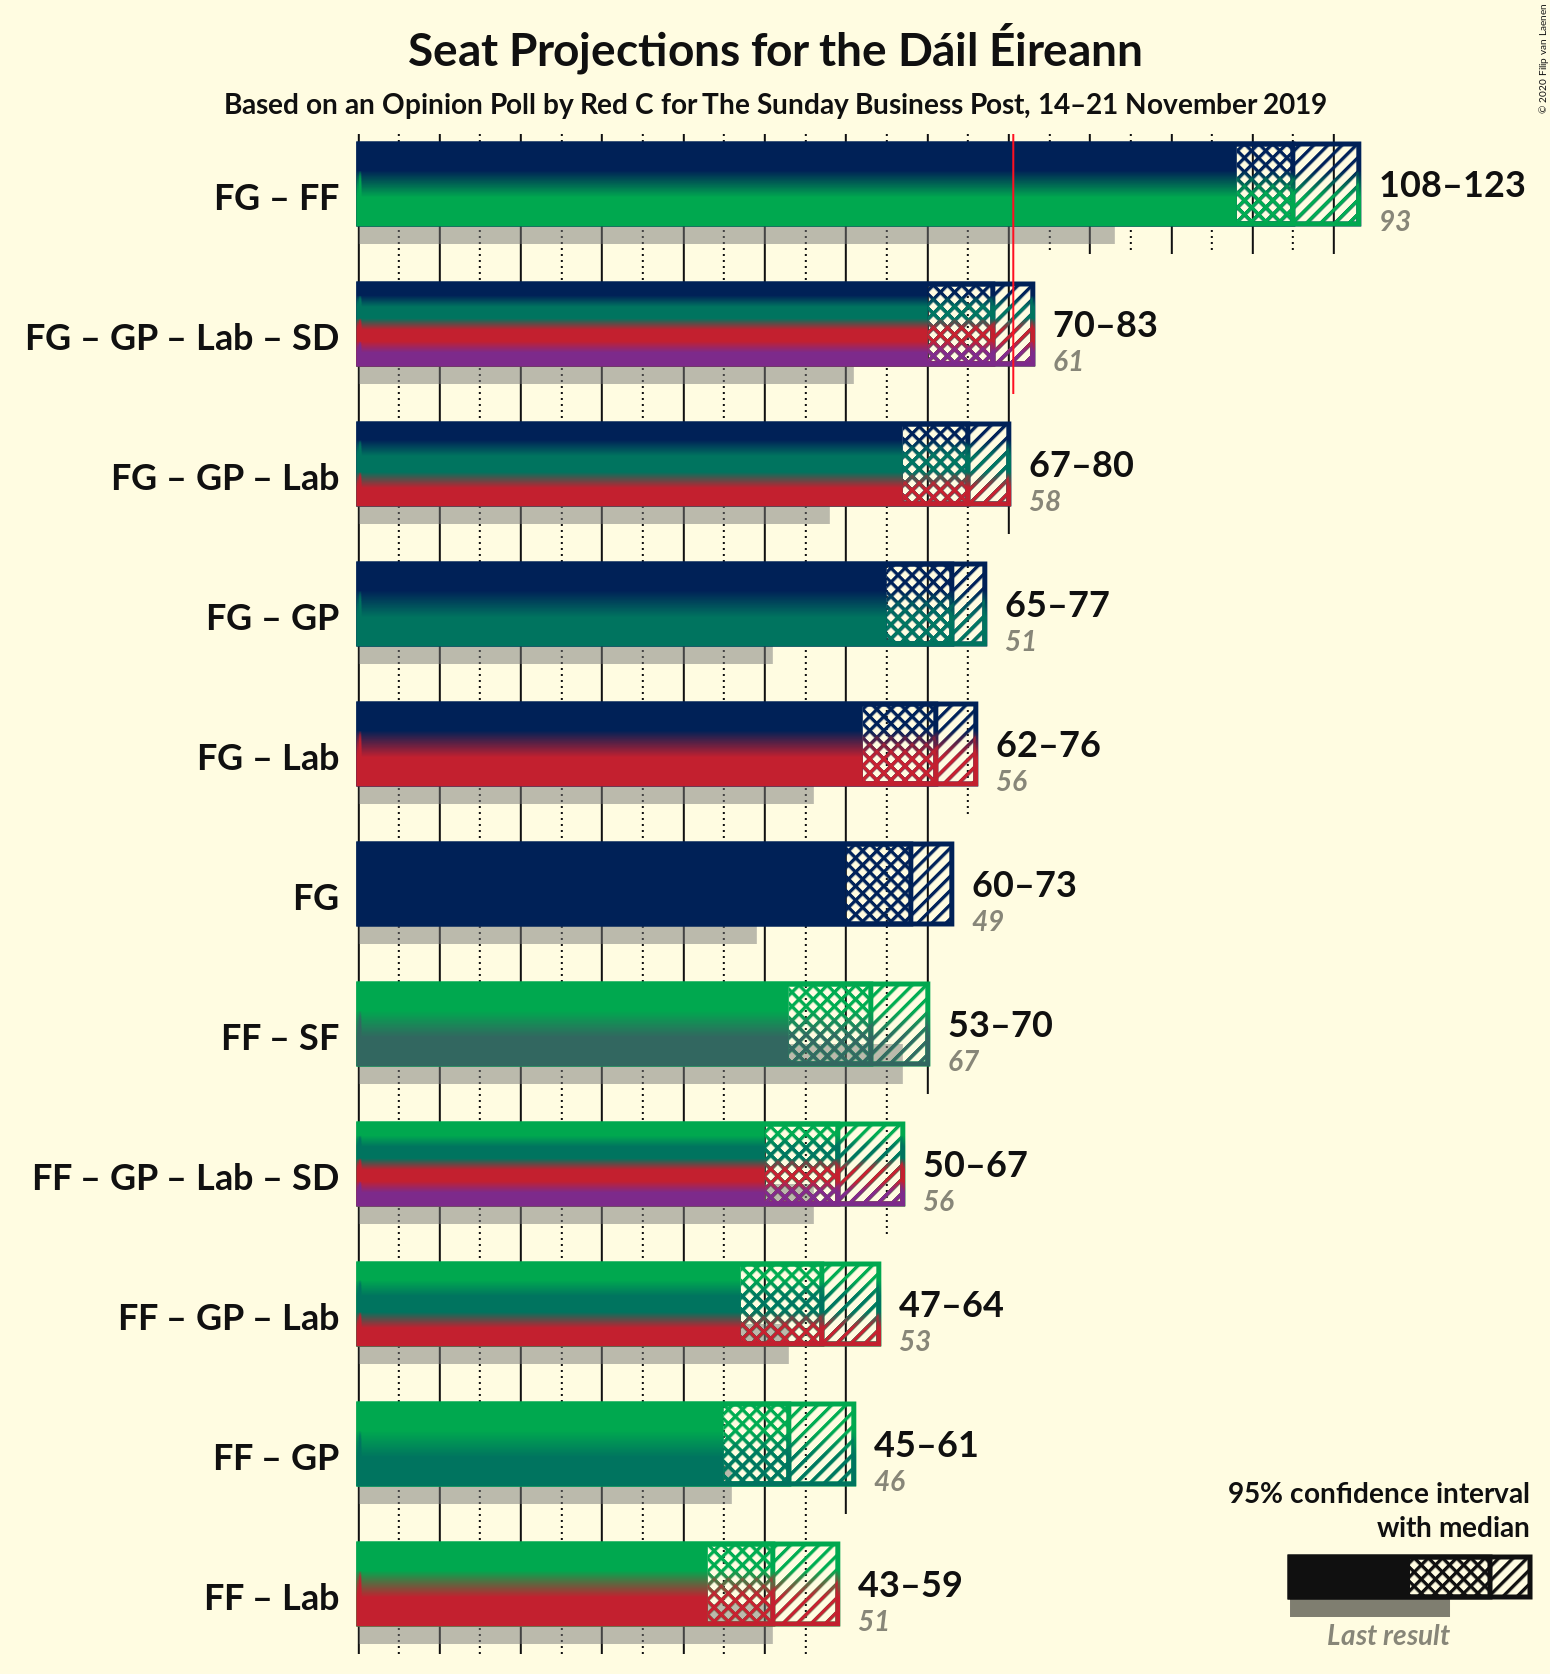 Seat Projections for the Dáil Éireann
Based on an Opinion Poll by Red C for The Sunday Business Post, 14–21 November 2019
© 2020 Filip van Laenen
FG – FF
108–123
93
FG – GP – Lab – SD
70–83
61
FG – GP – Lab
67–80
58
FG – GP
65–77
51
FG – Lab
62–76
56
FG
60–73
49
FF – SF
53–70
67
FF – GP – Lab – SD
50–67
56
FF – GP – Lab
47–64
53
FF – GP
45–61
46
FF – Lab
43–59
51
95% confidence interval
with median
Last result